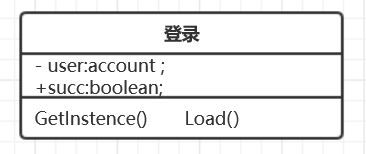 登录
- user:account ;
+succ:boolean;
GetInstence() Load()